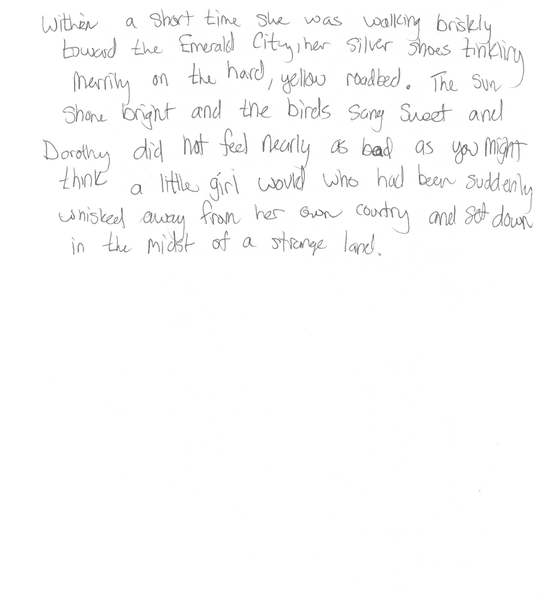 Within a short time she was walking briskly
toward the Emerald City, her silver shoes tinkling
merrily on the hard, yellow roadbed. The sun
shone bright and the birds sang sweet and
Dorothy did not feel nearly as bad as you might
think a little girl would who had been suddenly
whisked away from her own country and set down
in the midst of a strange land.